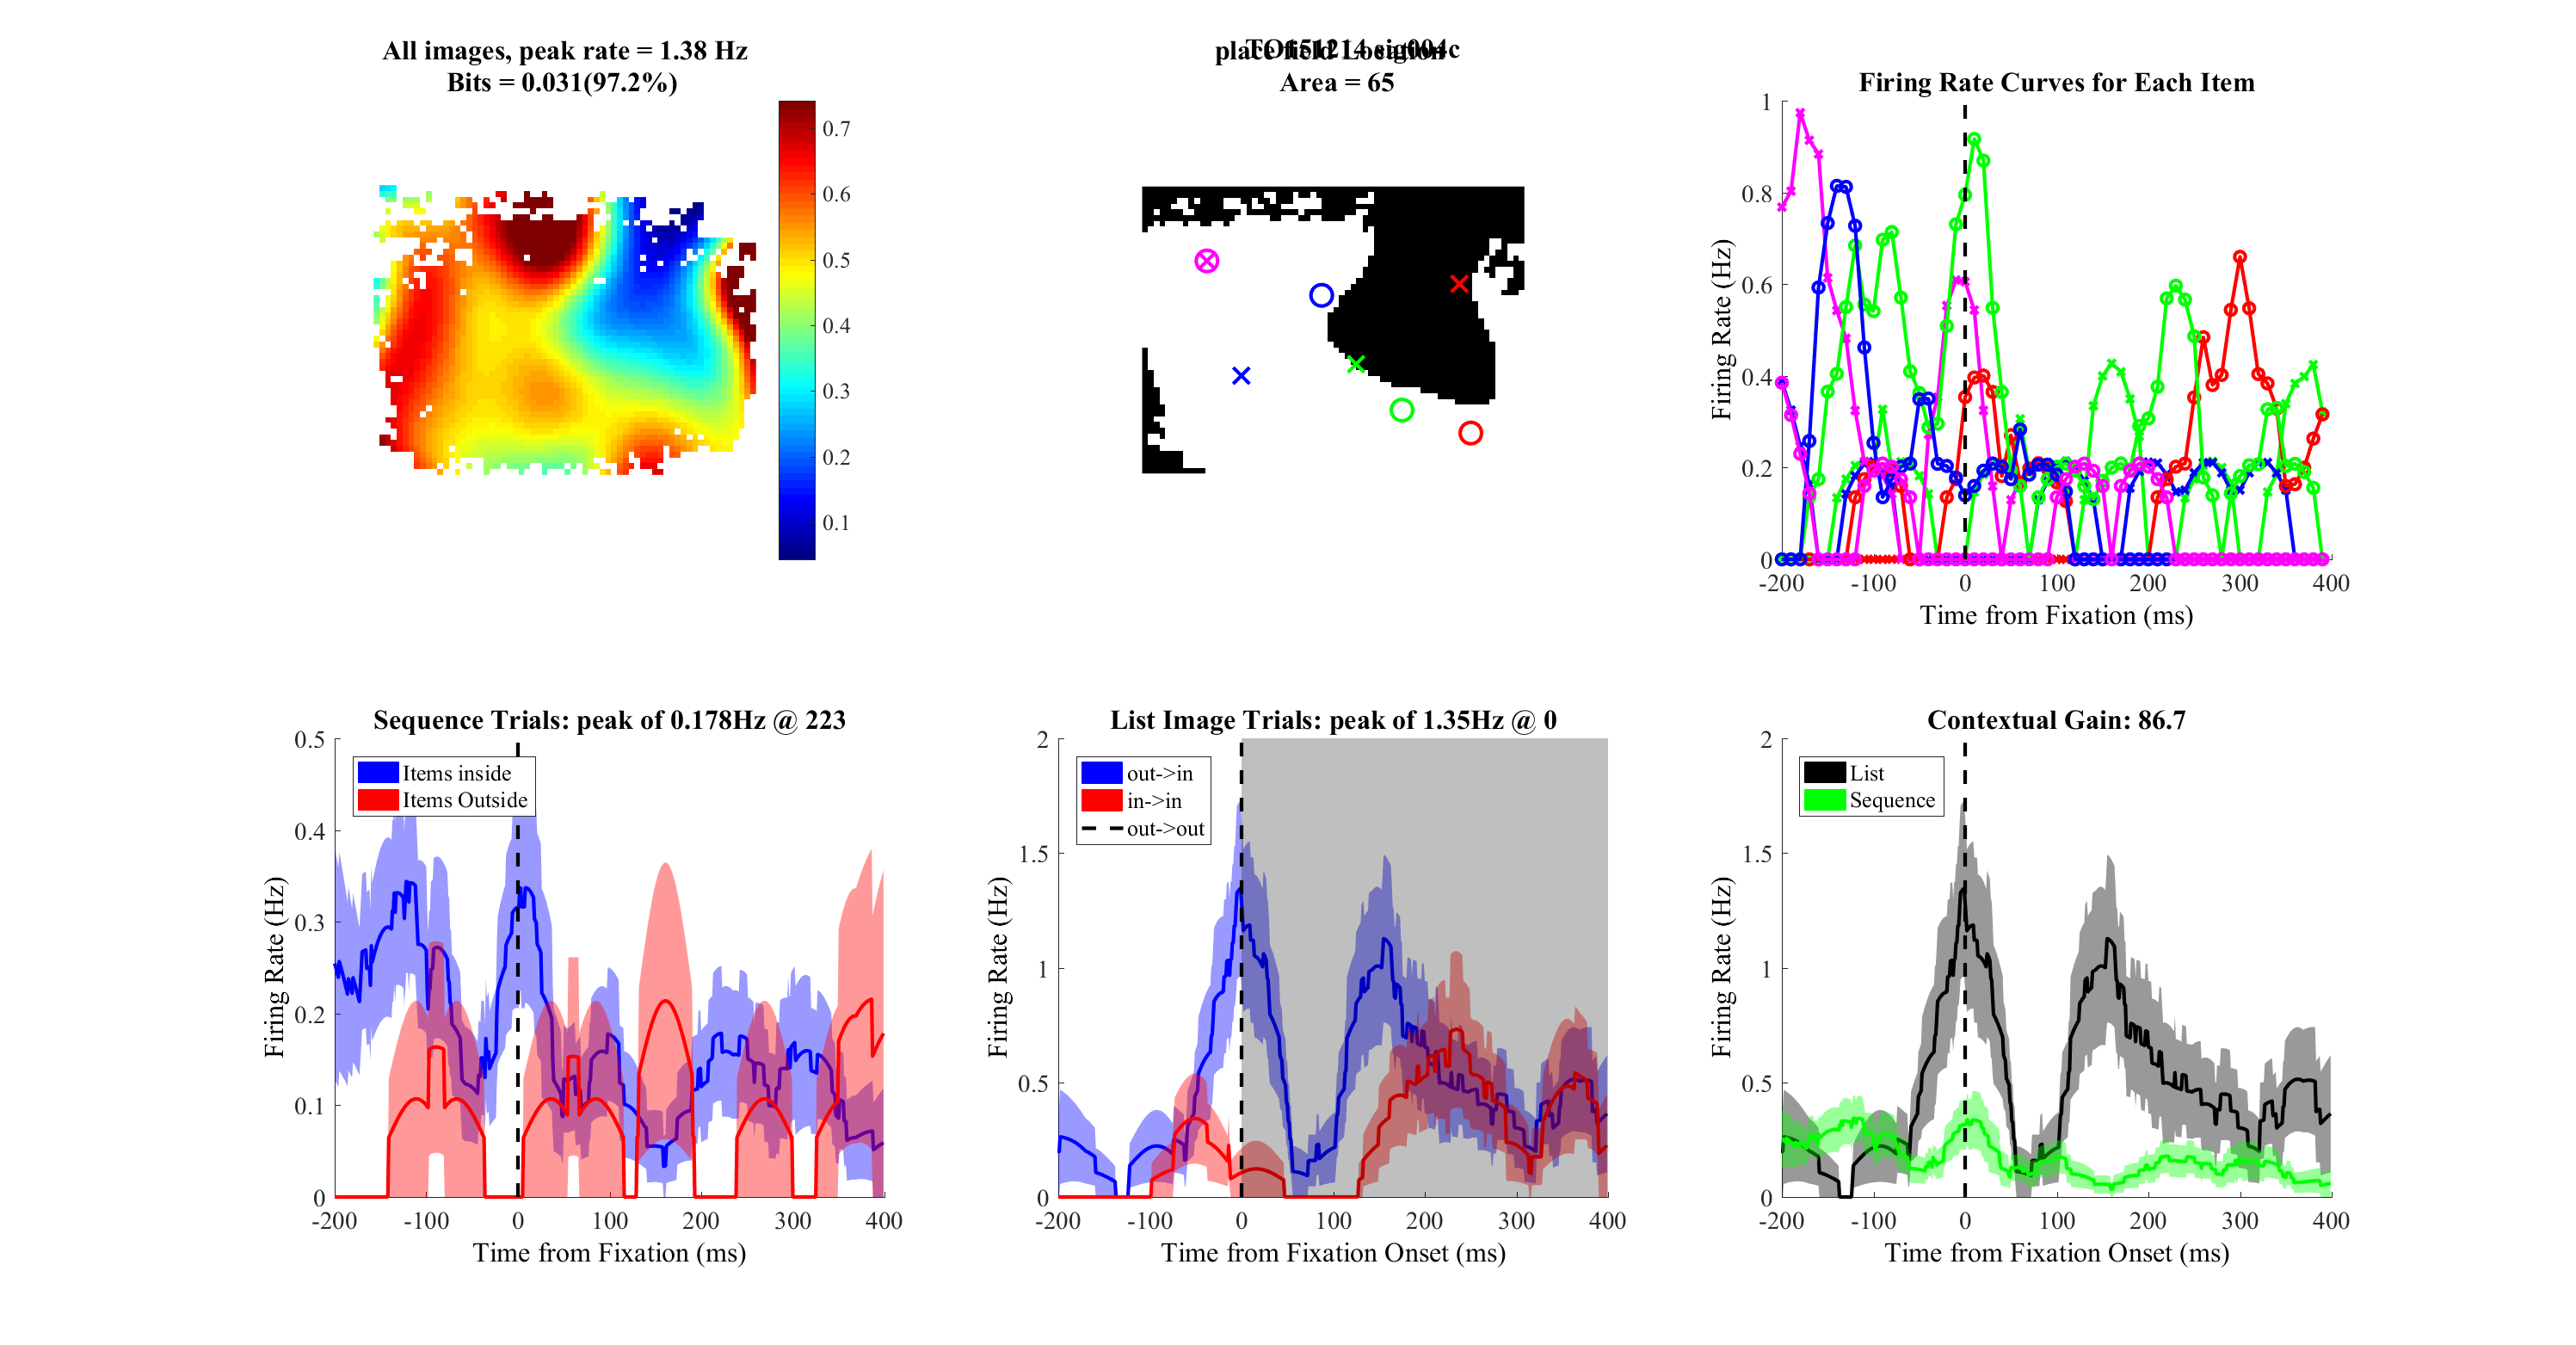 All images, peak rate = 1.38 Hz
Bits = 0.031(97.2%)
0.7
0.6
0.5
0.4
0.3
0.2
0.1
place field Location
TO151214 sig004c
Area = 65
Firing Rate Curves for Each Item
1
0.8
0.6
0.4
0.2
0
Firing Rate (Hz)
-200 -100 0 100 200 300 400
Time from Fixation (ms)
Sequence Trials: peak of 0.178Hz @ 223
Items inside
Items Outside
0.5
0.4
0.3
0.2
0.1
0
Firing Rate (Hz)
-200 -100 0 100 200 300 400
Time from Fixation (ms)
List Image Trials: peak of 1.35Hz @ 0
out->in
in->in
out->out
2
1.5
1
0.5
0
Firing Rate (Hz)
-200 -100 0 100 200 300 400
Time from Fixation Onset (ms)
Contextual Gain: 86.7
List
Sequence
2
1.5
1
0.5
0
Firing Rate (Hz)
-200 -100 0 100 200 300 400
Time from Fixation Onset (ms)